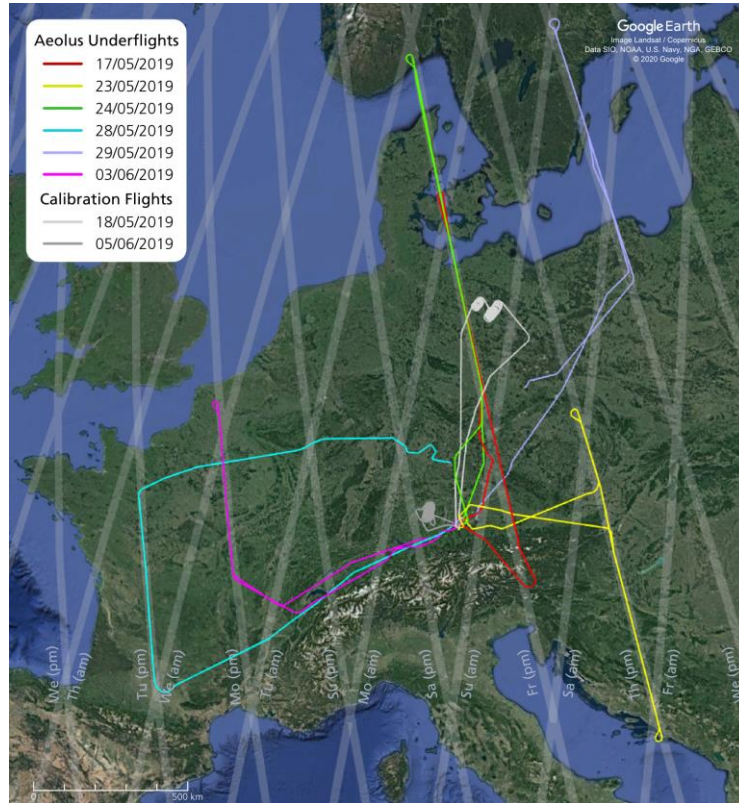 Aeolus Underflights
17/05/2019
23/05/2019
24/05/2019
28/05/2019
29/05/2019
03/06/2019
Calibration Flights
18/05/2019
05/06/2019
Google Earth
Image Landsat / Copernicus
Data SIO, NOAA, U.S. Navy, NGA, GEBCO
© 2020 Google
We (pm)
Th (am)
Tu (pm)
We (am)
Mo (pm)
Tu (am)
Su (pm)
Mo (am)
Sa (pm)
Su (am)
Fr (pm)
Sa (am)
Th (pm)
Fr (am)
We (pm)
0
500 km